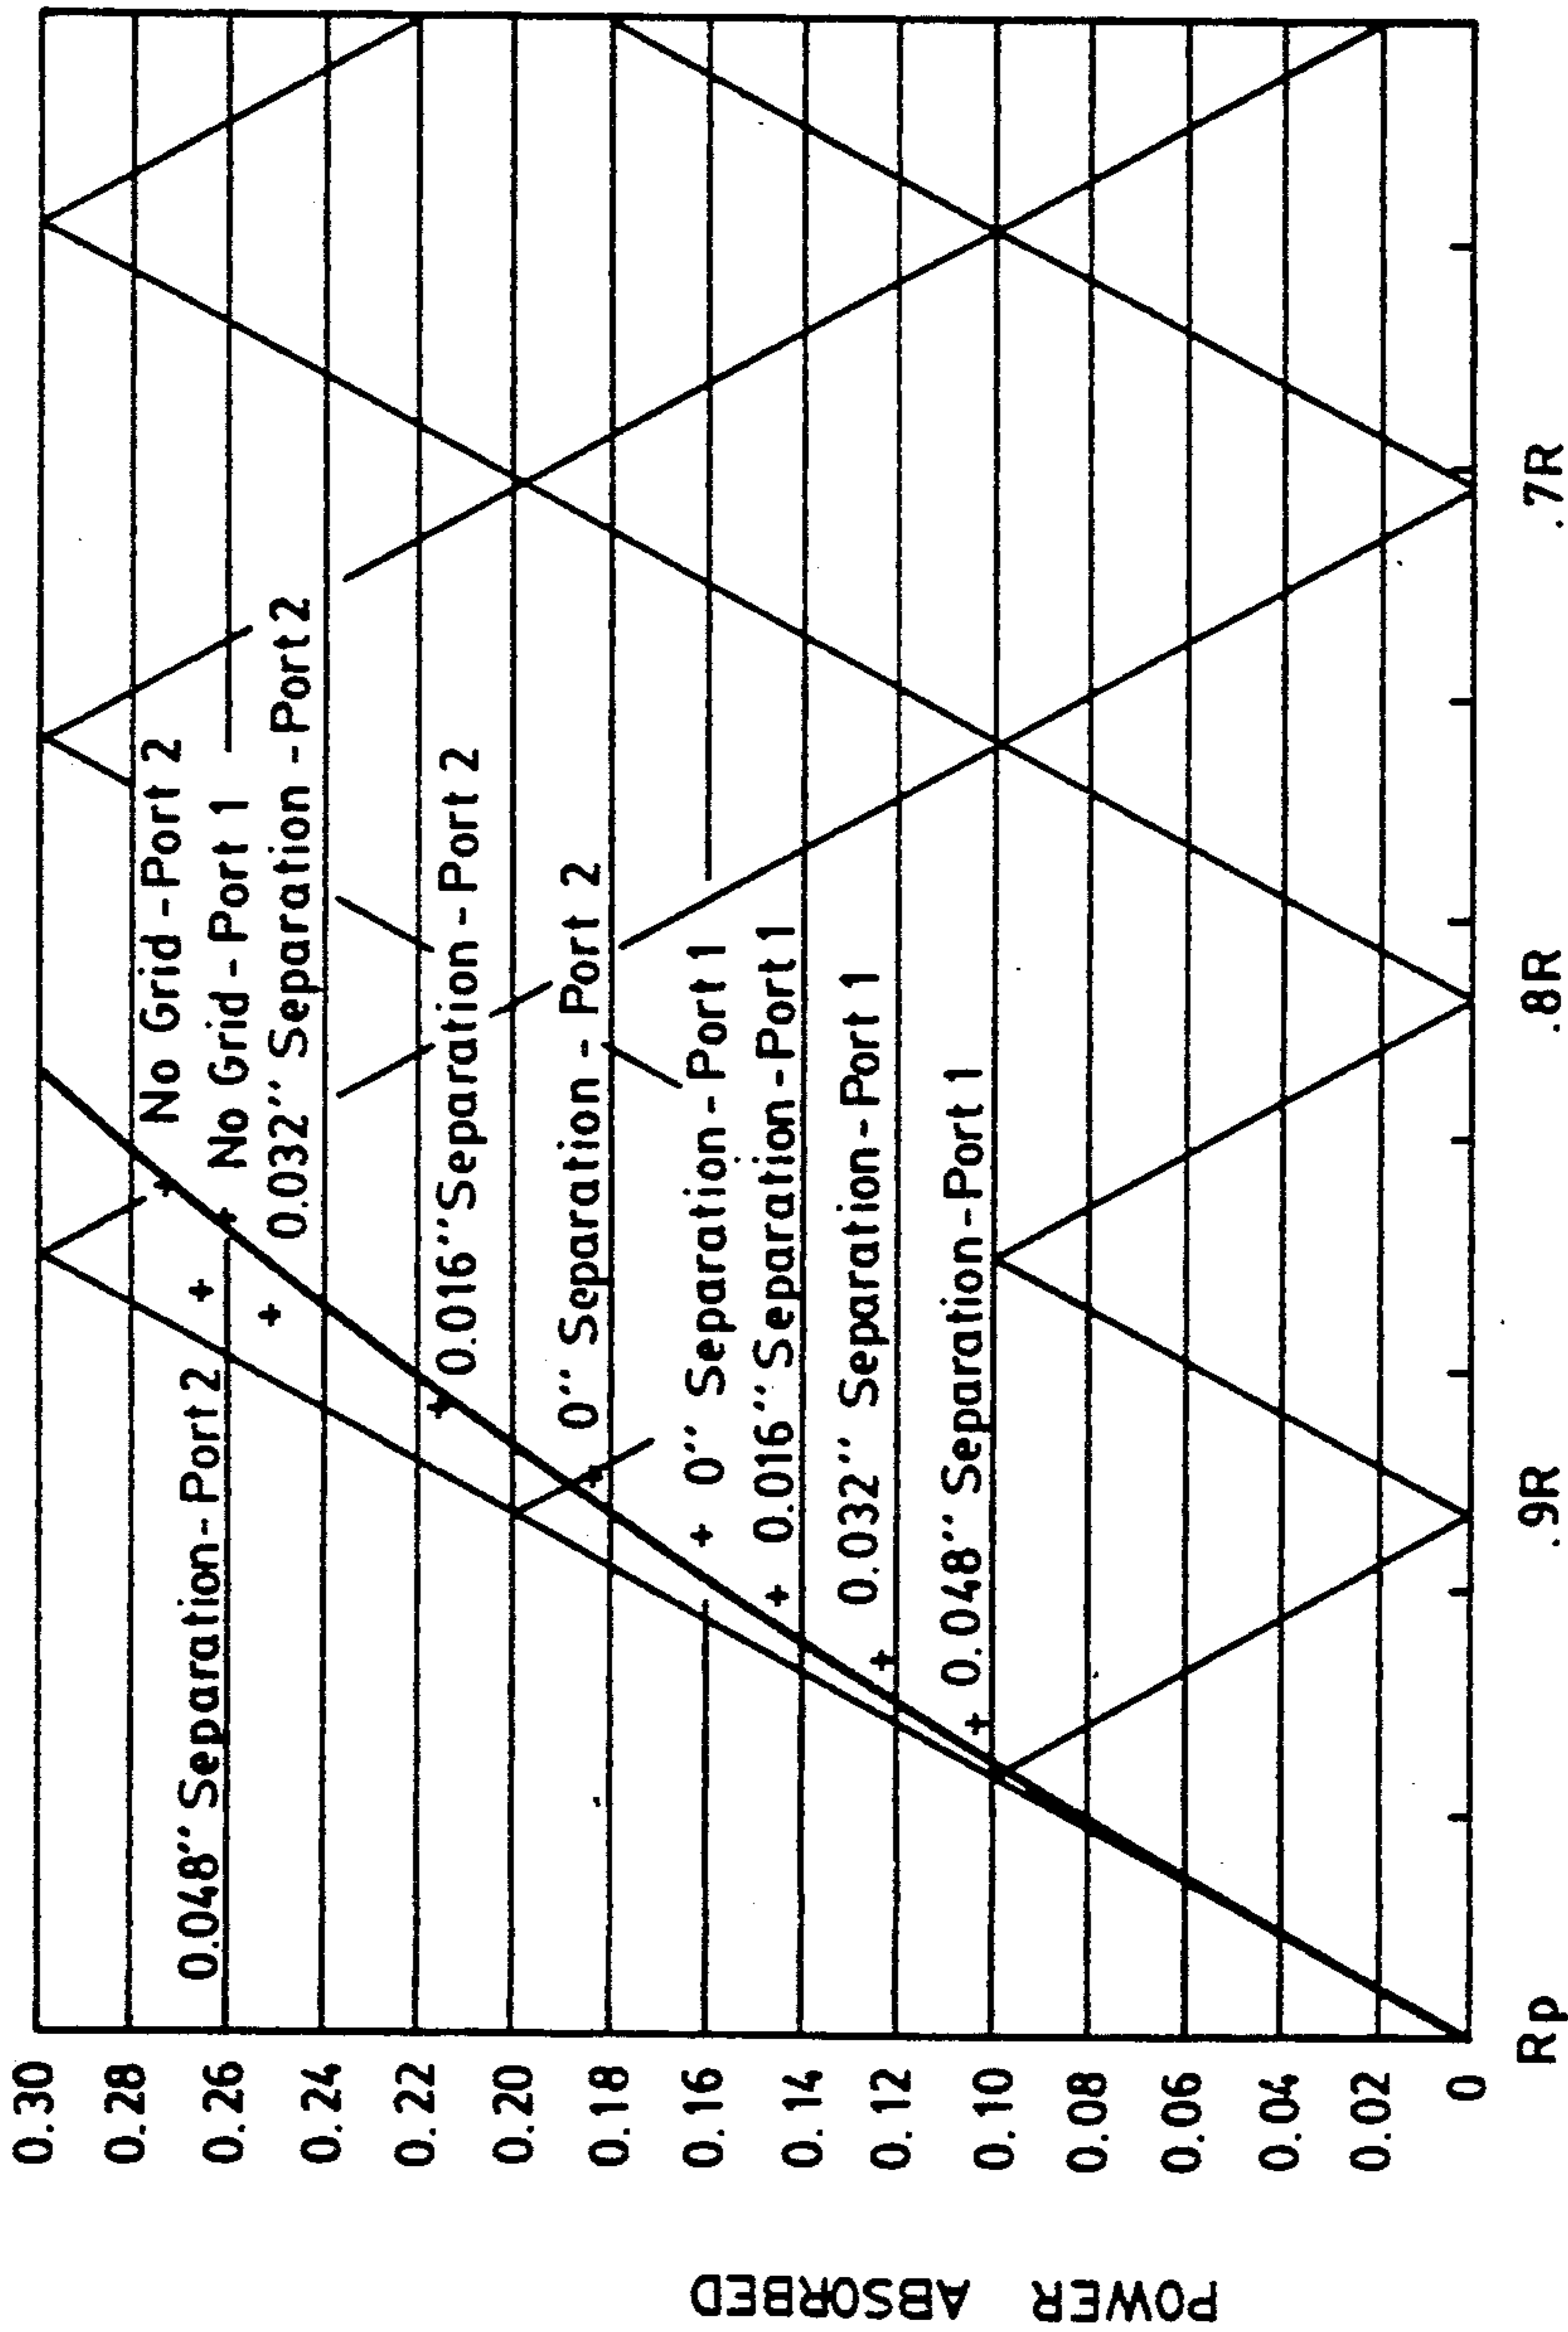 POWER ABSORBED
0.30
0.28
0.26
0.24
0.22
0.20
0.18
0.16
0.14
0.12
0.10
0.08
0.06
0.04
0.02
0
No Grid - Port 2
No Grid - Port 1
0.048" Separation - Port 2
0.032" Separation - Port 2
0.016" Separation - Port 2
0" Separation - Port 2
0" Separation - Port 1
0.016" Separation - Port 1
0.032" Separation - Port 1
0.048" Separation - Port 1
Rp
.9R
.8R
.7R